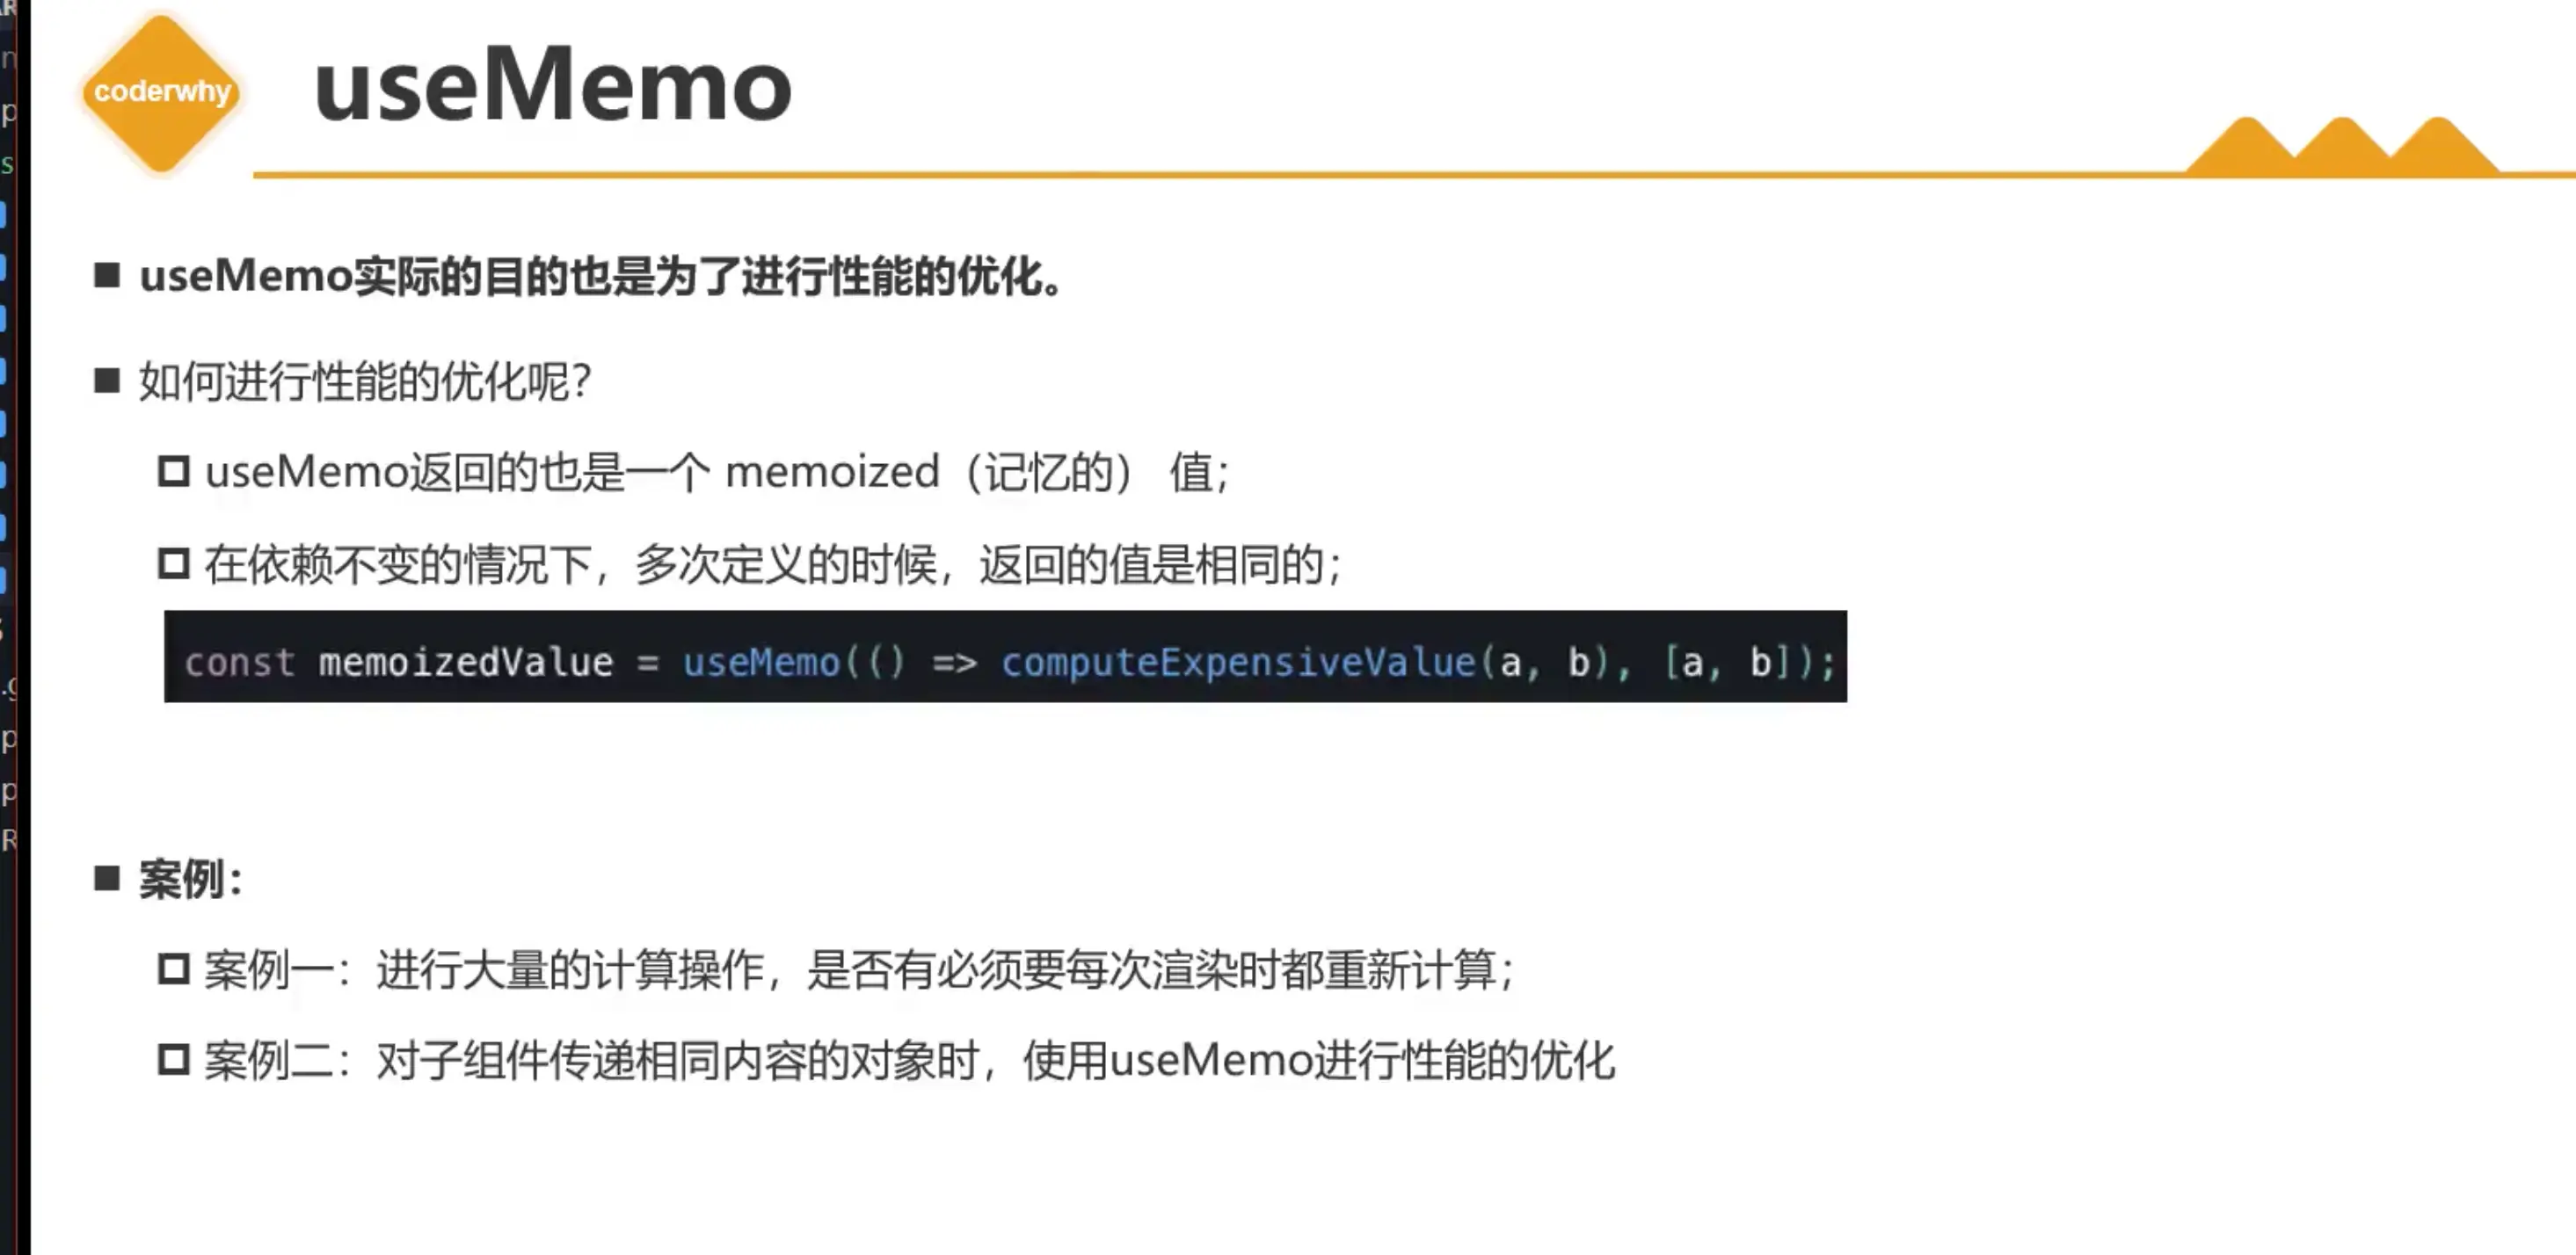 coderwhy
useMemo
useMemo实际的目的也是为了进行性能的优化。
如何进行性能的优化呢?
useMemo返回的也是一个 memoized（记忆的） 值;
在依赖不变的情况下，多次定义的时候，返回的值是相同的;
const memoizedValue = useMemo(() => computeExpensiveValue(a, b), [a, b]);
案例：
案例一：进行大量的计算操作，是否有必须要每次渲染时都重新计算;
案例二：对子组件传递相同内容的对象时，使用useMemo进行性能的优化